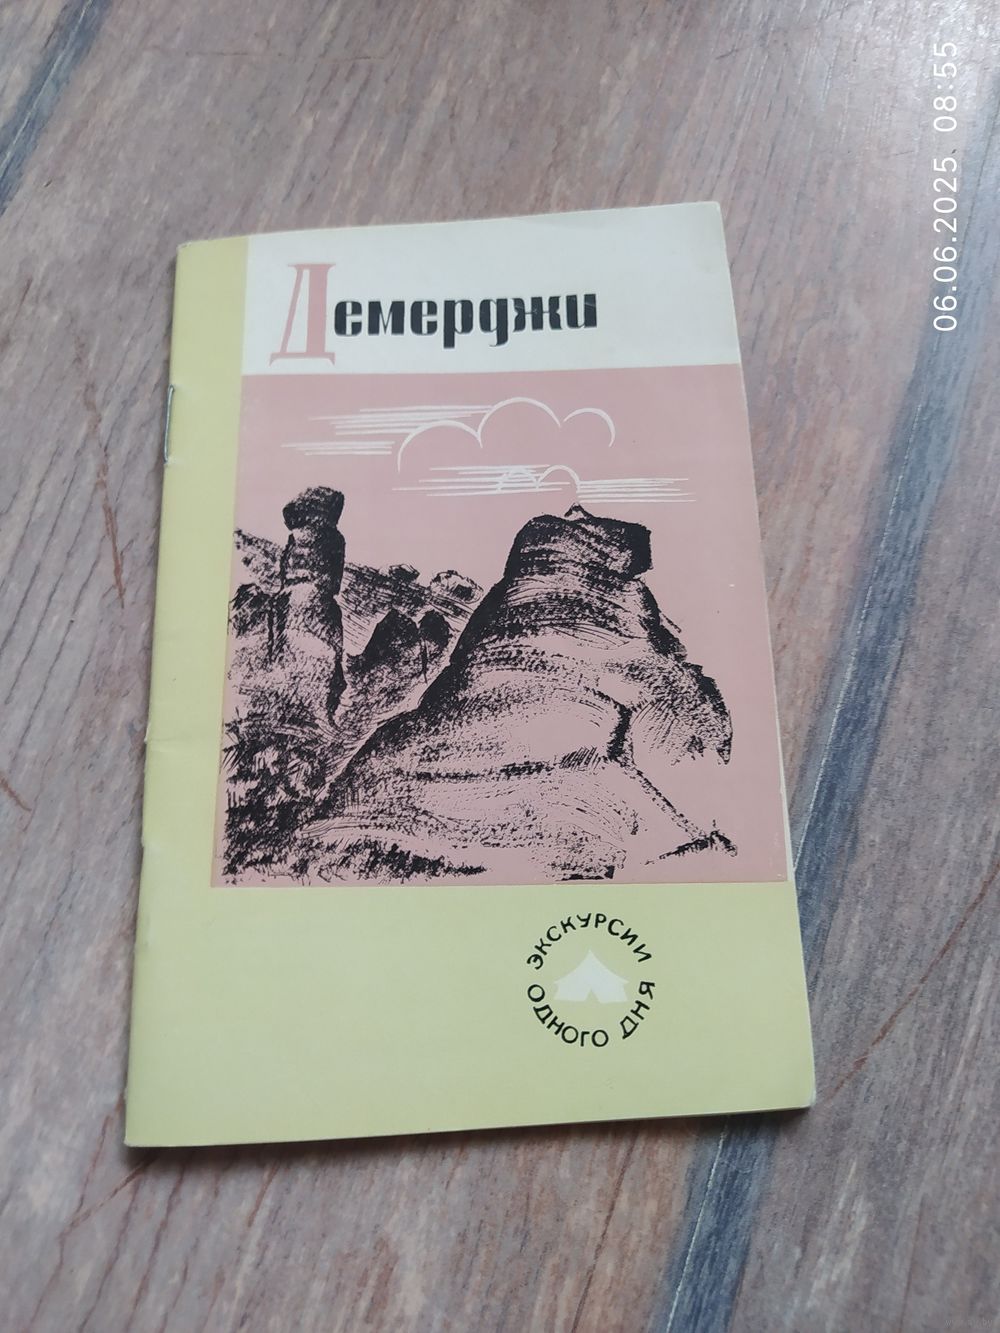 Демерджи
ЭКСКУРСИИ
ОДНОГО ДНЯ
06.06.2025 08:55